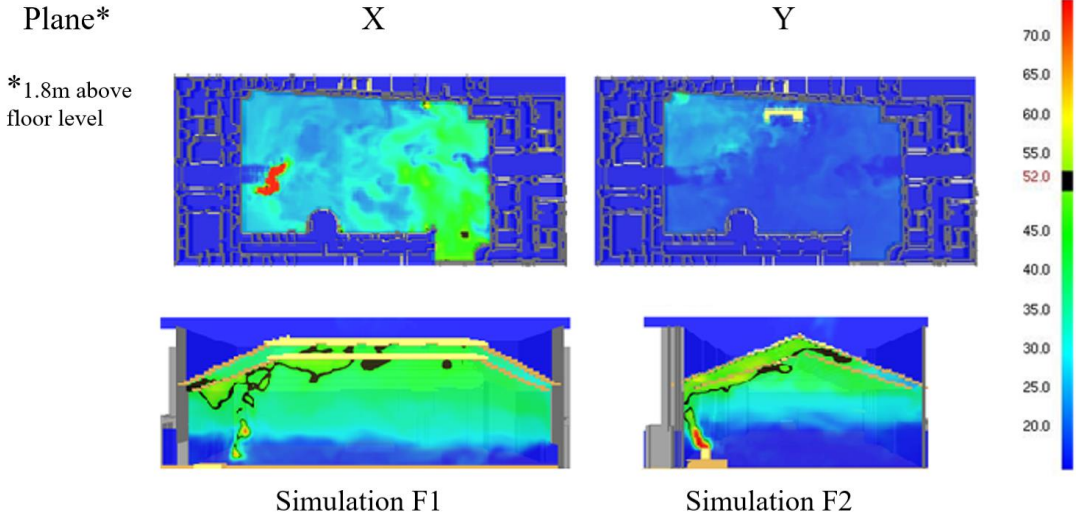 Plane*
X
Y
*1.8m above
floor level
70.0
65.0
60.0
55.0
52.0
45.0
40.0
35.0
30.0
25.0
20.0
Simulation F1
Simulation F2